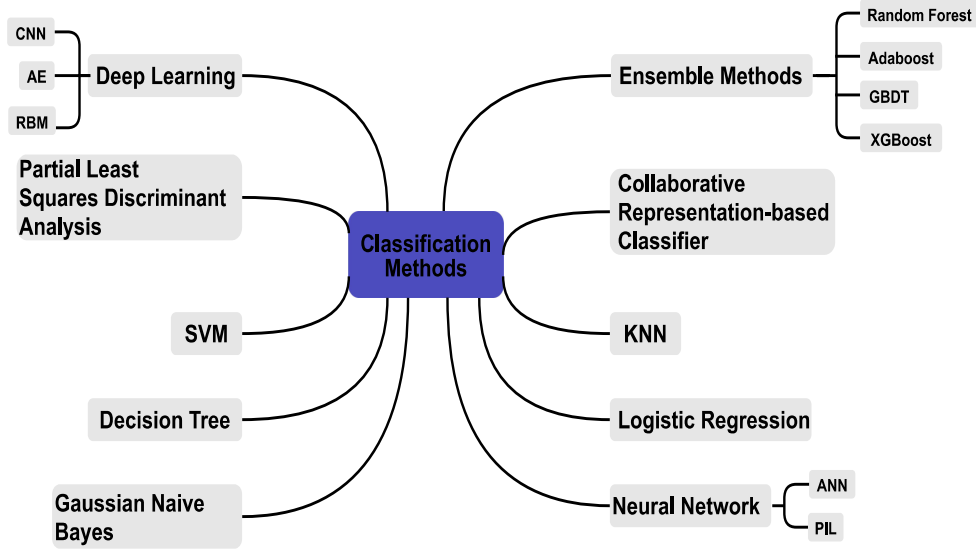 CNN
AE
RBM
Deep Learning
Partial Least
Squares Discriminant
Analysis
SVM
Decision Tree
Gaussian Naive
Bayes
Classification
Methods
Ensemble Methods
Random Forest
Adaboost
GBDT
XGBoost
Collaborative
Representation-based
Classifier
KNN
Logistic Regression
Neural Network
ANN
PIL